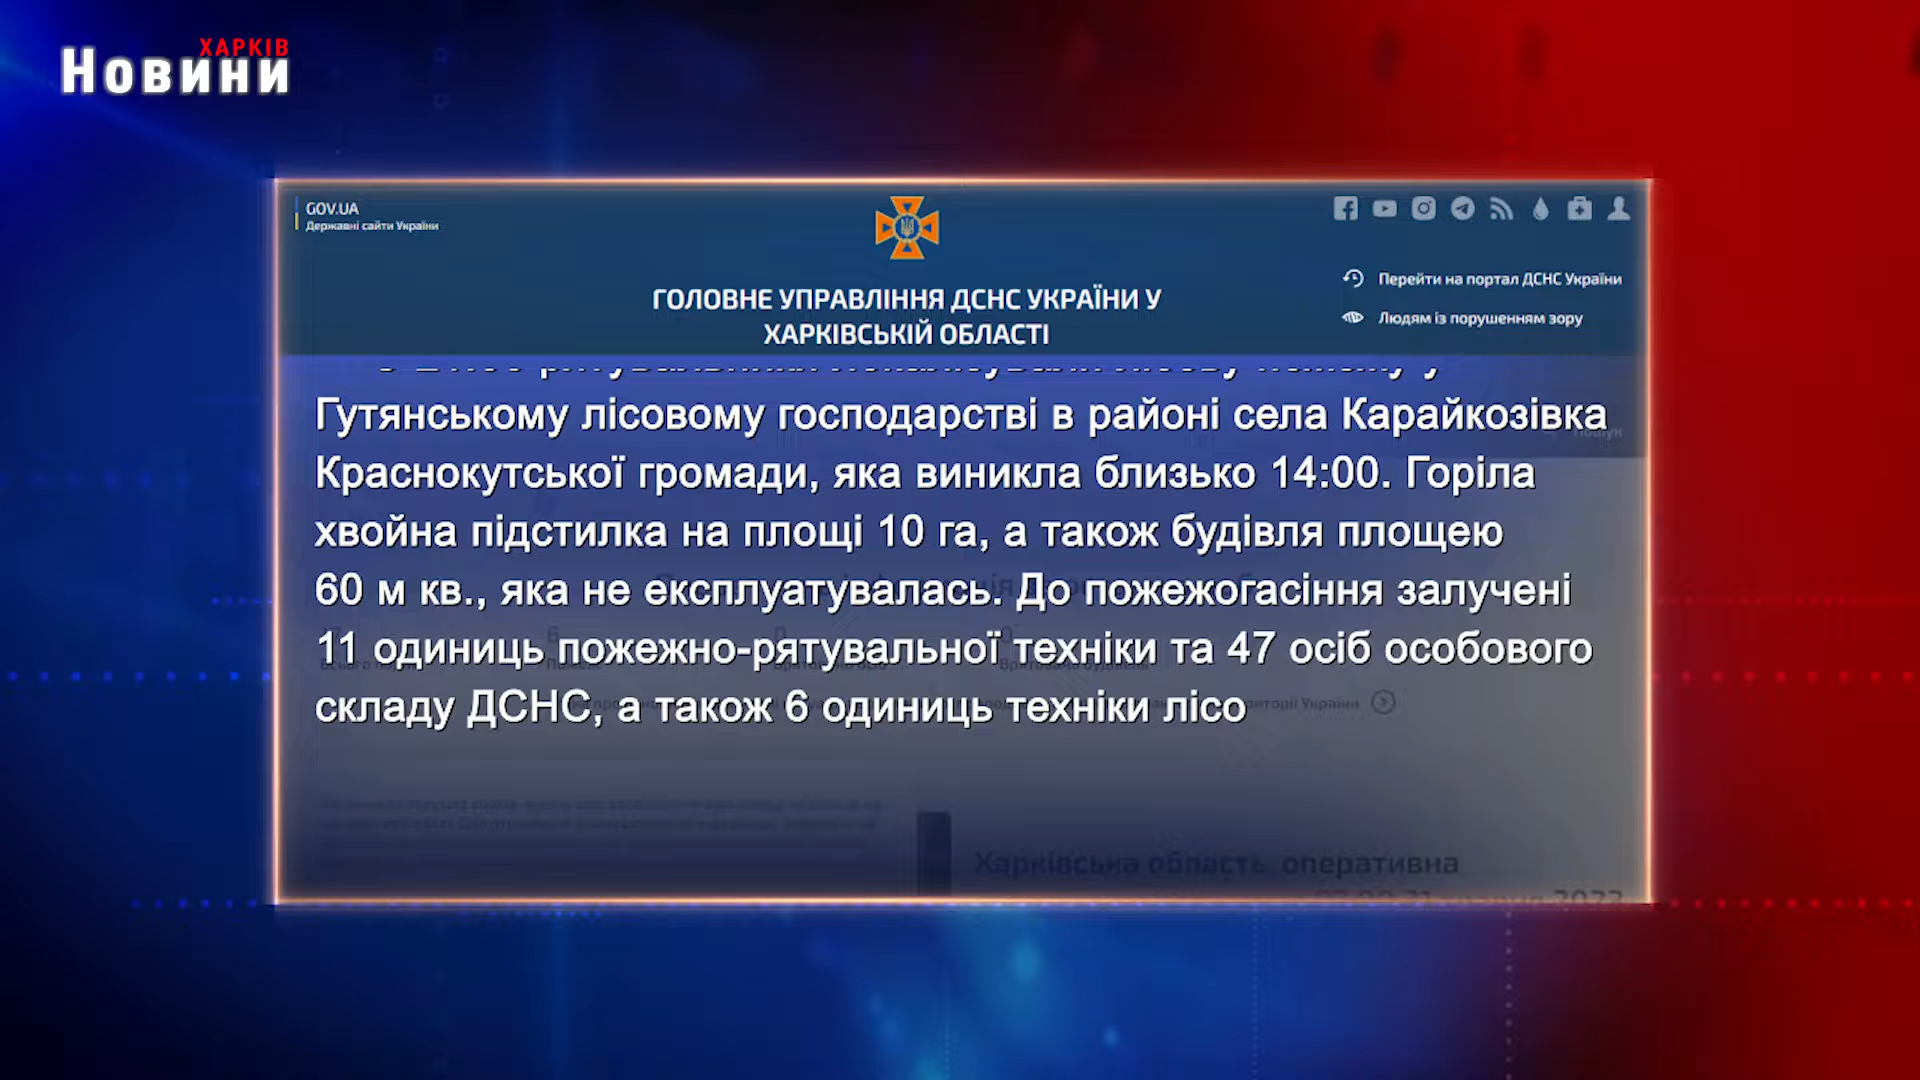 ХАРКІВ
Новини
GOV.UA
Державні сайти України
ГОЛОВНЕ УПРАВЛІННЯ ДСНС УКРАЇНИ У
ХАРКІВСЬКІЙ ОБЛАСТІ
Перейти на портал ДСНС України
Людям із порушенням зору
Гутянському лісовому господарстві в районі села Карайкозівка
Пошук
Краснокутської громади, яка виникла близько 14:00. Горіла
хвойна підстилка на площі 10 га, а також будівля площею
60 м кв., яка не експлуатувалась. До пожежогасіння залучені
11 одиниць пожежно-рятувальної техніки та 47 осіб особового
складу ДСНС, а також 6 одиниць техніки лісо
України
Харківська область: оперативна